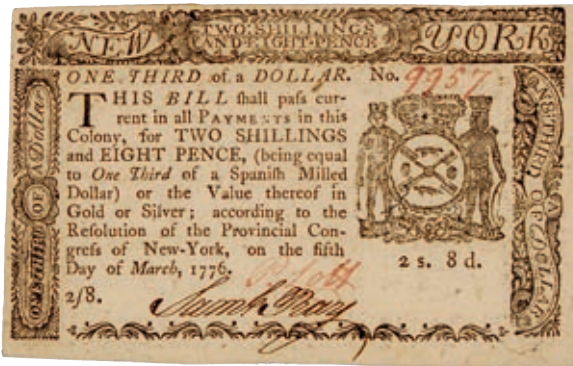 NEW TWO SHILLINGS YORK
AND EIGHT-PENCE
ONE THIRD of a DOLLAR. No. 9957
THIS BILL ſhall paſs cur-
rent in all PAYMENTS in this
Colony, for TWO SHILLINGS
and EIGHT PENCE, (being equal
to One Third of a Spaniſh Milled
Dollar) or the Value thereof in
Gold or Silver; according to the
Reſolution of the Provincial Con-
greſs of New-York, on the fifth
Day of March, 1776.
2 s. 8 d.
2/8.
ONE THIRD OF A Dollar
ONE THIRD OF A DOLLAR